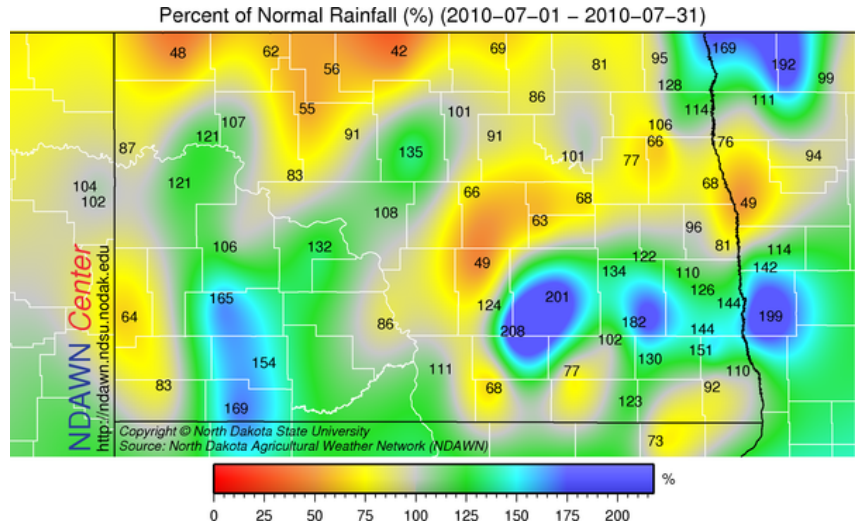 Percent of Normal Rainfall (%) (2010−07−01 − 2010−07−31)
48 62 56 42 69 81 95 169 192 99
55 86 128 114 111
121 107 91 101 91 101 106 66 76
87 135 77 94
104 102 121 83 66 68 68 49
108 63 96
106 132 49 122 81 114
165 124 201 134 110 126 142
64 86 208 182 144 144 199
154 111 102 130 151 110
83 68 77 92
169 123
73
NDAWN Center
http://ndawn.ndsu.nodak.edu
Copyright © North Dakota State University
Source: North Dakota Agricultural Weather Network (NDAWN)
%
0 25 50 75 100 125 150 175 200